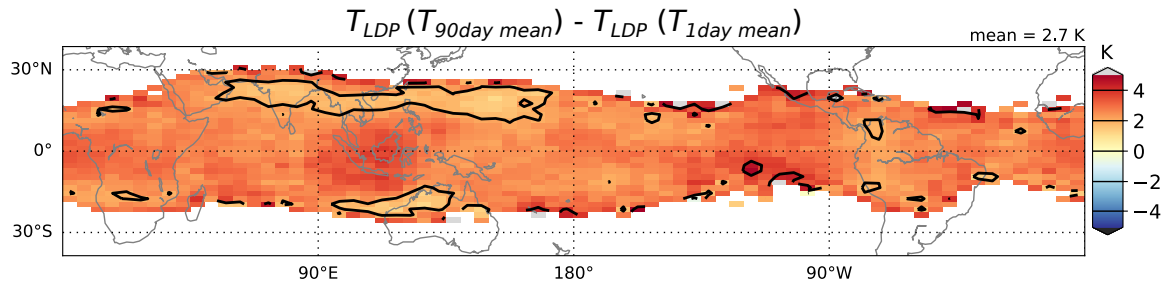 T_LDP (T_90day mean) - T_LDP (T_1day mean)
mean = 2.7 K
K
30°N
0°
30°S
90°E
180°
90°W
4
2
0
−2
−4